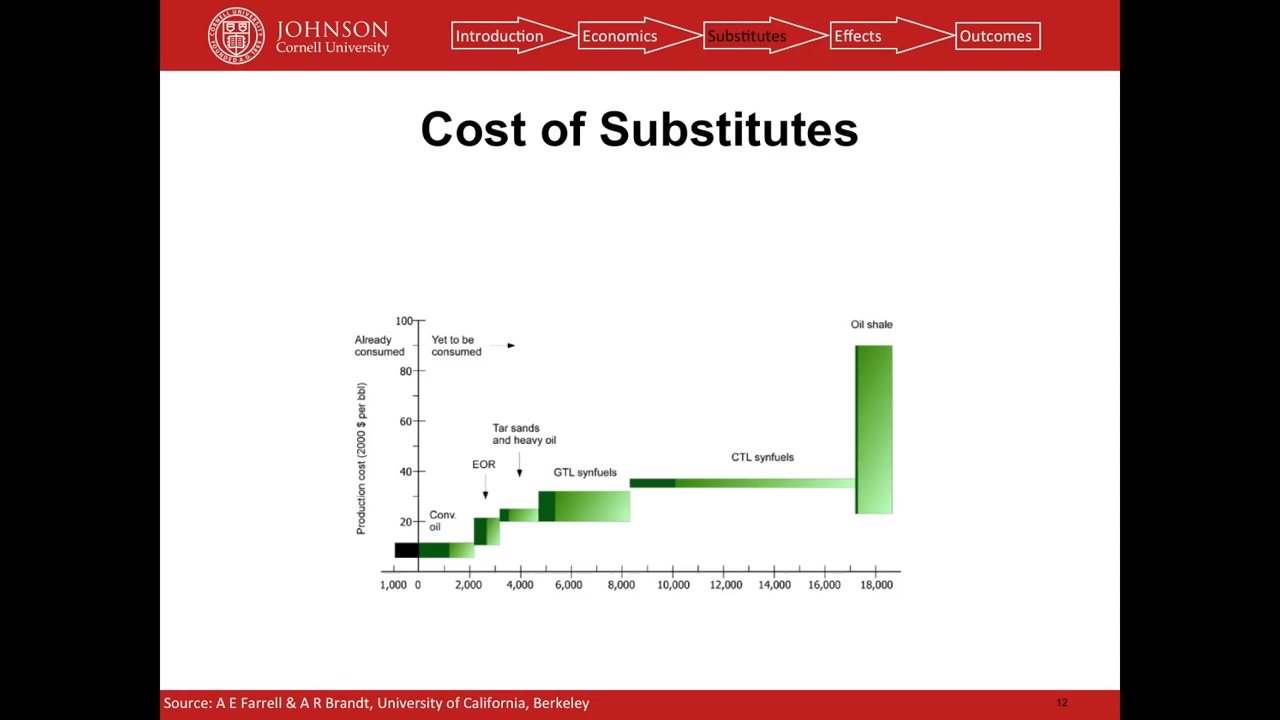 JOHNSON
Cornell University
Introduction
Economics
Substitutes
Effects
Outcomes
Cost of Substitutes
Already
consumed
Yet to be
consumed
Production cost (2000 $ per bbl)
100
80
60
40
20
Conv.
oil
EOR
Tar sands
and heavy oil
GTL synfuels
CTL synfuels
Oil shale
1,000 0 2,000 4,000 6,000 8,000 10,000 12,000 14,000 16,000 18,000
Source: A E Farrell & A R Brandt, University of California, Berkeley
12